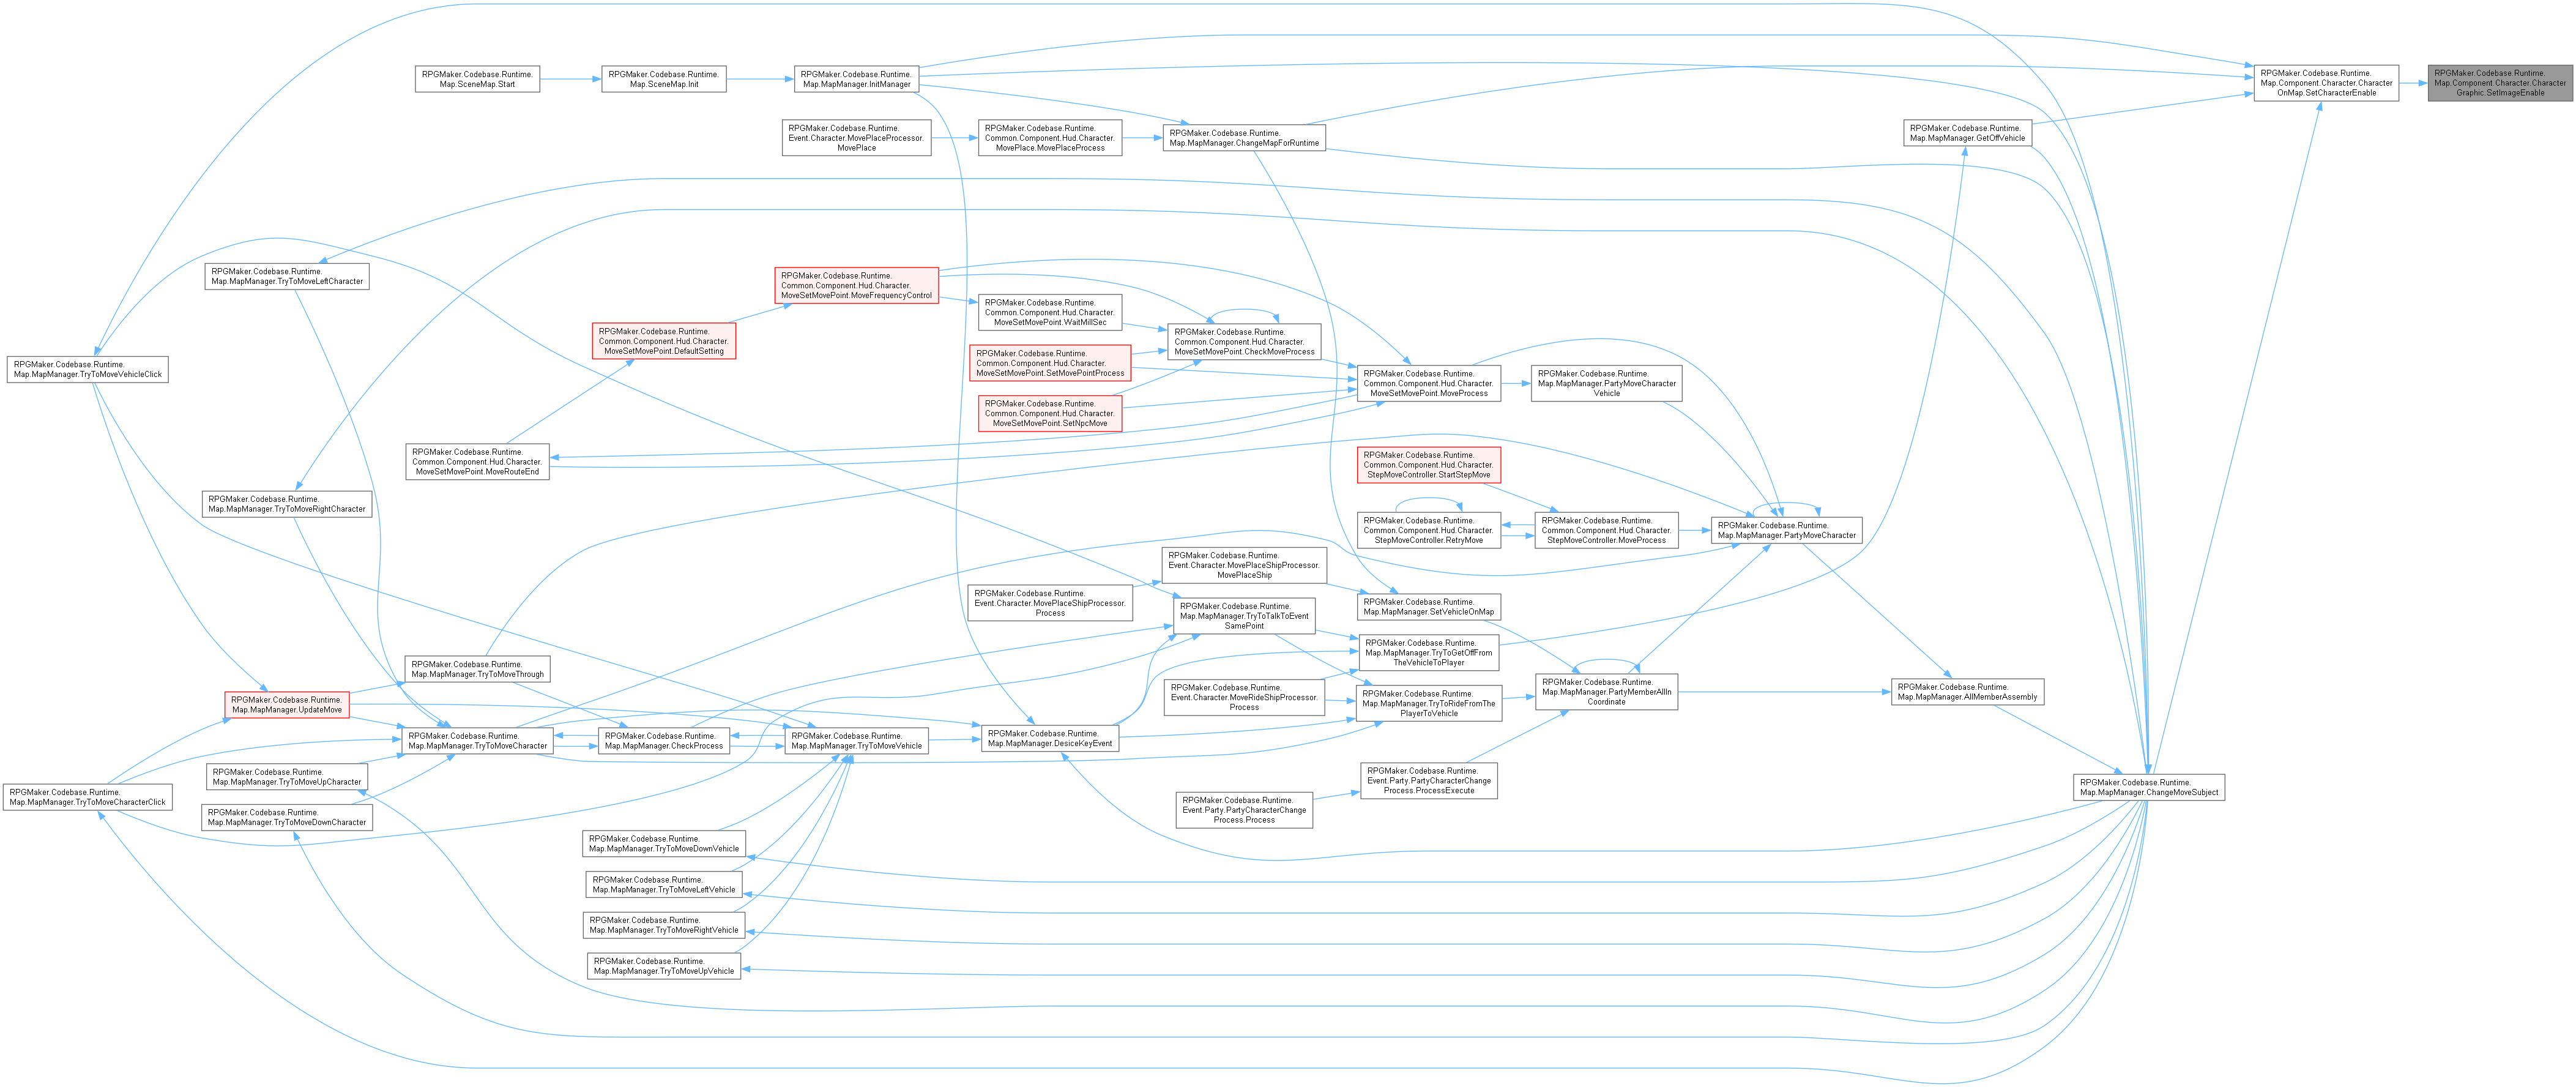 RPGMaker.Codebase.Runtime.
Map.SceneMap.Start
RPGMaker.Codebase.Runtime.
Map.SceneMap.Init
RPGMaker.Codebase.Runtime.
Map.MapManager.InitManager
RPGMaker.Codebase.Runtime.
Map.Component.Character.Character
OnMap.SetCharacterEnable
RPGMaker.Codebase.Runtime.
Map.Component.Character.Character
Graphic.SetImageEnable
RPGMaker.Codebase.Runtime.
Event.Character.MovePlaceProcessor.
MovePlace
RPGMaker.Codebase.Runtime.
Common.Component.Hud.Character.
MovePlace.MovePlaceProcess
RPGMaker.Codebase.Runtime.
Map.MapManager.ChangeMapForRuntime
RPGMaker.Codebase.Runtime.
Map.MapManager.GetOffVehicle
RPGMaker.Codebase.Runtime.
Map.MapManager.TryToMoveLeftCharacter
RPGMaker.Codebase.Runtime.
Common.Component.Hud.Character.
MoveSetMovePoint.MoveFrequencyControl
RPGMaker.Codebase.Runtime.
Common.Component.Hud.Character.
MoveSetMovePoint.WaitMillSec
RPGMaker.Codebase.Runtime.
Common.Component.Hud.Character.
MoveSetMovePoint.DefaultSetting
RPGMaker.Codebase.Runtime.
Common.Component.Hud.Character.
MoveSetMovePoint.CheckMoveProcess
RPGMaker.Codebase.Runtime.
Map.MapManager.TryToMoveVehicleClick
RPGMaker.Codebase.Runtime.
Common.Component.Hud.Character.
MoveSetMovePoint.SetMovePointProcess
RPGMaker.Codebase.Runtime.
Common.Component.Hud.Character.
MoveSetMovePoint.MoveProcess
RPGMaker.Codebase.Runtime.
Map.MapManager.PartyMoveCharacter
Vehicle
RPGMaker.Codebase.Runtime.
Common.Component.Hud.Character.
MoveSetMovePoint.SetNpcMove
RPGMaker.Codebase.Runtime.
Common.Component.Hud.Character.
MoveSetMovePoint.MoveRouteEnd
RPGMaker.Codebase.Runtime.
Common.Component.Hud.Character.
StepMoveController.StartStepMove
RPGMaker.Codebase.Runtime.
Map.MapManager.TryToMoveRightCharacter
RPGMaker.Codebase.Runtime.
Common.Component.Hud.Character.
StepMoveController.RetryMove
RPGMaker.Codebase.Runtime.
Common.Component.Hud.Character.
StepMoveController.MoveProcess
RPGMaker.Codebase.Runtime.
Map.MapManager.PartyMoveCharacter
RPGMaker.Codebase.Runtime.
Event.Character.MovePlaceShipProcessor.
MovePlaceShip
RPGMaker.Codebase.Runtime.
Event.Character.MovePlaceShipProcessor.
Process
RPGMaker.Codebase.Runtime.
Map.MapManager.TryToTalkToEvent
SamePoint
RPGMaker.Codebase.Runtime.
Map.MapManager.SetVehicleOnMap
RPGMaker.Codebase.Runtime.
Map.MapManager.TryToGetOffFrom
TheVehicleToPlayer
RPGMaker.Codebase.Runtime.
Map.MapManager.TryToMoveThrough
RPGMaker.Codebase.Runtime.
Event.Character.MoveRideShipProcessor.
Process
RPGMaker.Codebase.Runtime.
Map.MapManager.TryToRideFromThe
PlayerToVehicle
RPGMaker.Codebase.Runtime.
Map.MapManager.PartyMemberAllIn
Coordinate
RPGMaker.Codebase.Runtime.
Map.MapManager.AllMemberAssembly
RPGMaker.Codebase.Runtime.
Map.MapManager.UpdateMove
RPGMaker.Codebase.Runtime.
Map.MapManager.TryToMoveCharacter
RPGMaker.Codebase.Runtime.
Map.MapManager.CheckProcess
RPGMaker.Codebase.Runtime.
Map.MapManager.TryToMoveVehicle
RPGMaker.Codebase.Runtime.
Map.MapManager.DesiceKeyEvent
RPGMaker.Codebase.Runtime.
Map.MapManager.TryToMoveUpCharacter
RPGMaker.Codebase.Runtime.
Event.Party.PartyCharacterChange
Process.ProcessExecute
RPGMaker.Codebase.Runtime.
Map.MapManager.ChangeMoveSubject
RPGMaker.Codebase.Runtime.
Map.MapManager.TryToMoveCharacterClick
RPGMaker.Codebase.Runtime.
Event.Party.PartyCharacterChange
Process.Process
RPGMaker.Codebase.Runtime.
Map.MapManager.TryToMoveDownCharacter
RPGMaker.Codebase.Runtime.
Map.MapManager.TryToMoveDownVehicle
RPGMaker.Codebase.Runtime.
Map.MapManager.TryToMoveLeftVehicle
RPGMaker.Codebase.Runtime.
Map.MapManager.TryToMoveRightVehicle
RPGMaker.Codebase.Runtime.
Map.MapManager.TryToMoveUpVehicle